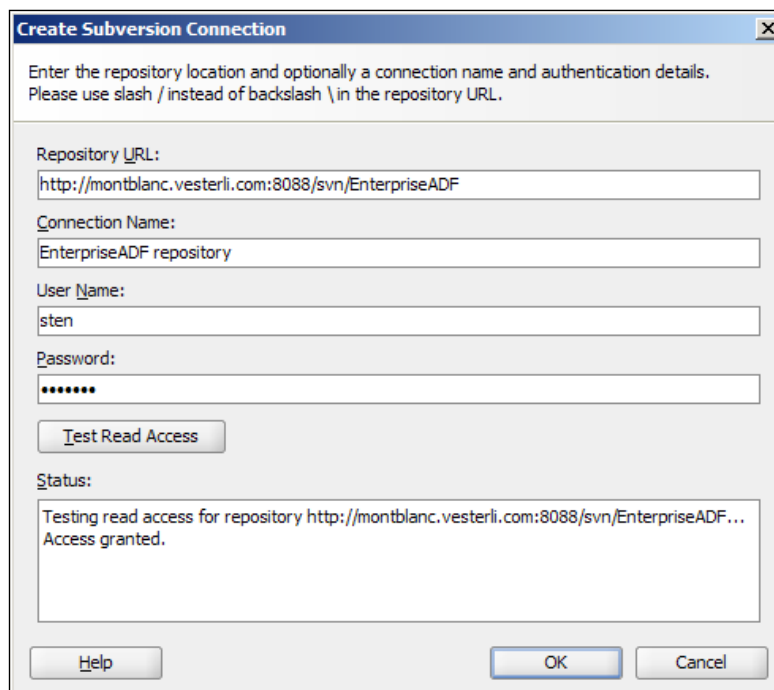 Create Subversion Connection
Enter the repository location and optionally a connection name and authentication details.
Please use slash / instead of backslash \ in the repository URL.
Repository URL:
http://montblanc.vesterli.com:8088/svn/EnterpriseADF
Connection Name:
EnterpriseADF repository
User Name:
sten
Password:
•••••••
Test Read Access
Status:
Testing read access for repository http://montblanc.vesterli.com:8088/svn/EnterpriseADF...
Access granted.
Help
OK
Cancel